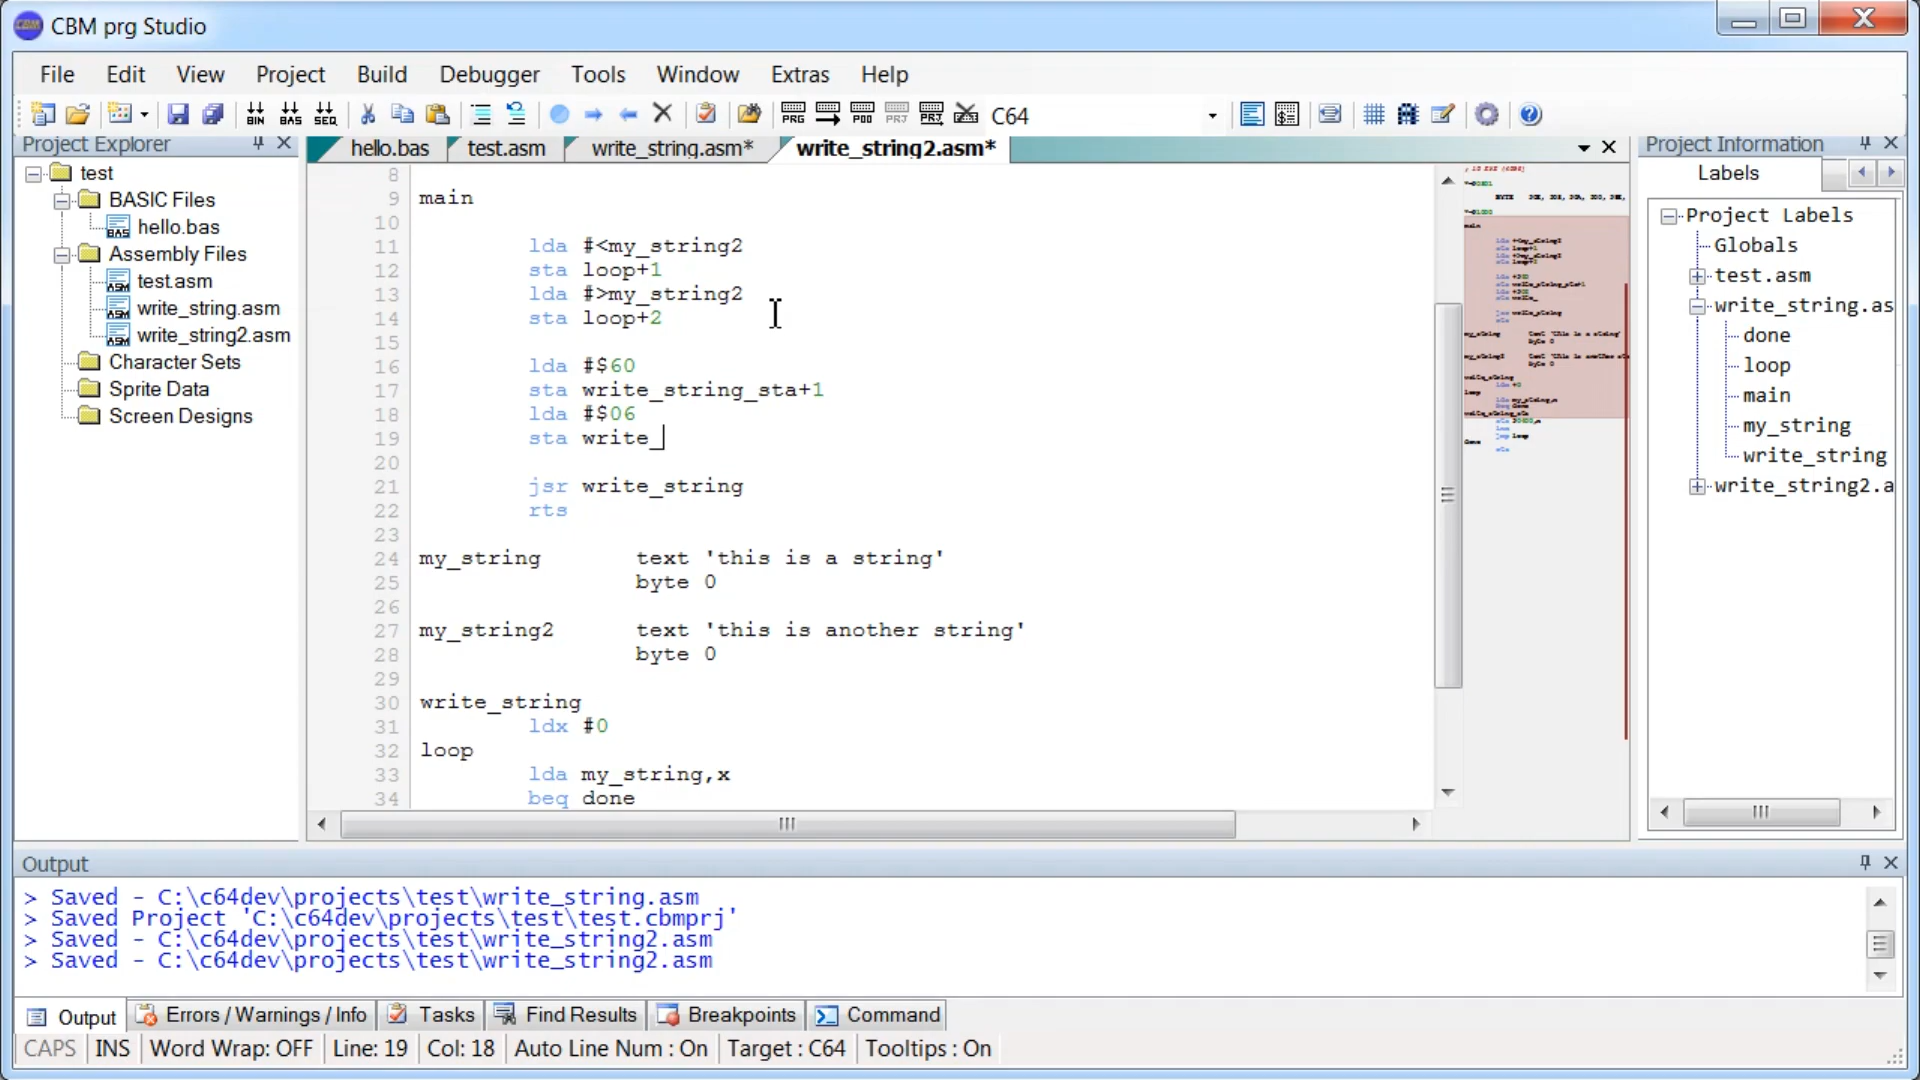 CBM prg Studio
File Edit View Project Build Debugger Tools Window Extras Help
BIN BAS SEQ PRG POO PRJ PRJ C64
Project Explorer
test
BASIC Files
hello.bas
Assembly Files
test.asm
write_string.asm
write_string2.asm
Character Sets
Sprite Data
Screen Designs
hello.bas test.asm write_string.asm* write_string2.asm*
8
9 main
10
11 lda #<my_string2
12 sta loop+1
13 lda #>my_string2
14 sta loop+2
15
16 lda #$60
17 sta write_string_sta+1
18 lda #$06
19 sta write_
20
21 jsr write_string
22 rts
23
24 my_string text 'this is a string'
25 byte 0
26
27 my_string2 text 'this is another string'
28 byte 0
29
30 write_string
31 ldx #0
32 loop
33 lda my_string,x
34 beq done
Project Information
Labels
Project Labels
Globals
test.asm
write_string.as
done
loop
main
my_string
write_string
write_string2.a
Output
> Saved - C:\c64dev\projects\test\write_string.asm
> Saved Project 'C:\c64dev\projects\test\test.cbmprj'
> Saved - C:\c64dev\projects\test\write_string2.asm
> Saved - C:\c64dev\projects\test\write_string2.asm
Output Errors / Warnings / Info Tasks Find Results Breakpoints Command
CAPS INS Word Wrap: OFF Line: 19 Col: 18 Auto Line Num : On Target : C64 Tooltips : On